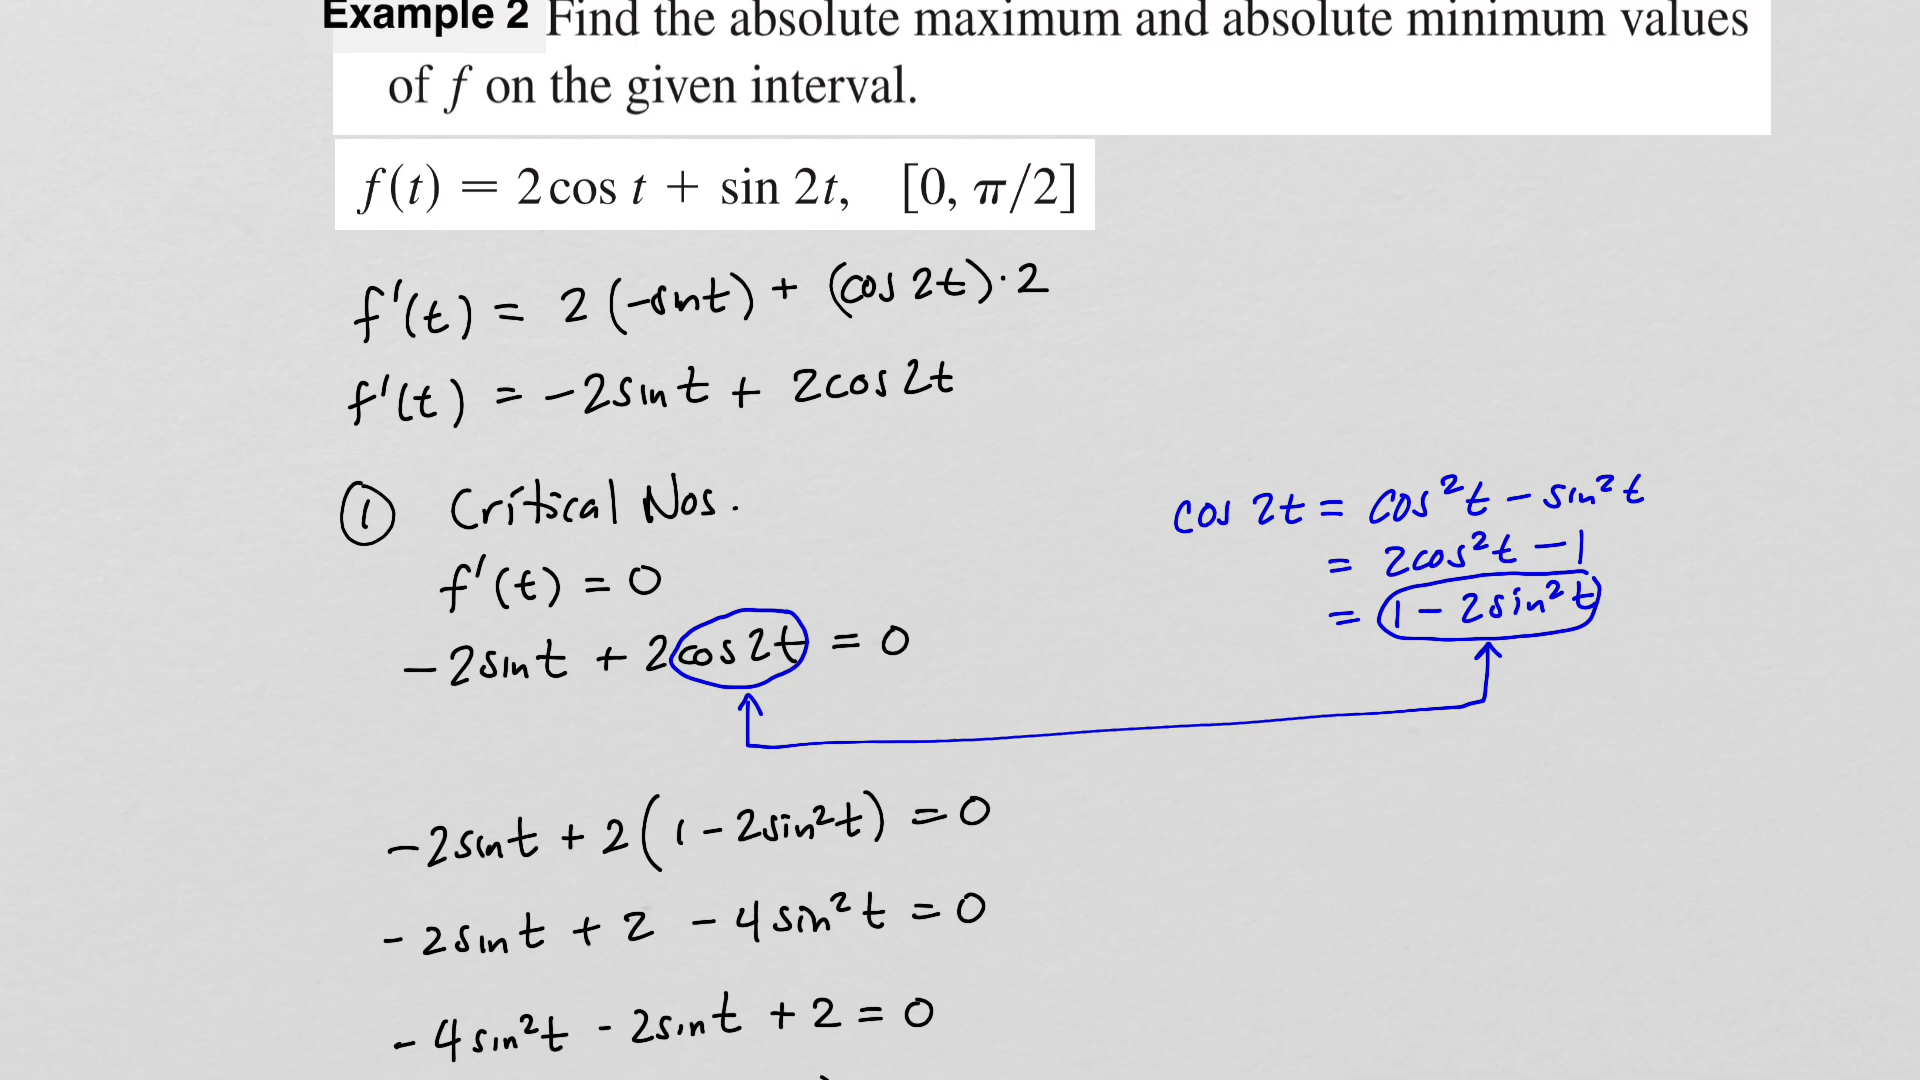 Example 2 Find the absolute maximum and absolute minimum values
of f on the given interval.
f(t) = 2 cos t + sin 2t, [0, π/2]
f'(t) = 2 (-sint) + (cos 2t)·2
f'(t) = -2sint + 2cos2t
① Critical Nos.
f'(t) = 0
-2sint + 2cos2t = 0
cos 2t = cos²t - sin²t
= 2cos²t - 1
= 1 - 2sin²t
-2sint + 2(1 - 2sin²t) = 0
-2sint + 2 - 4sin²t = 0
-4sin²t - 2sint + 2 = 0